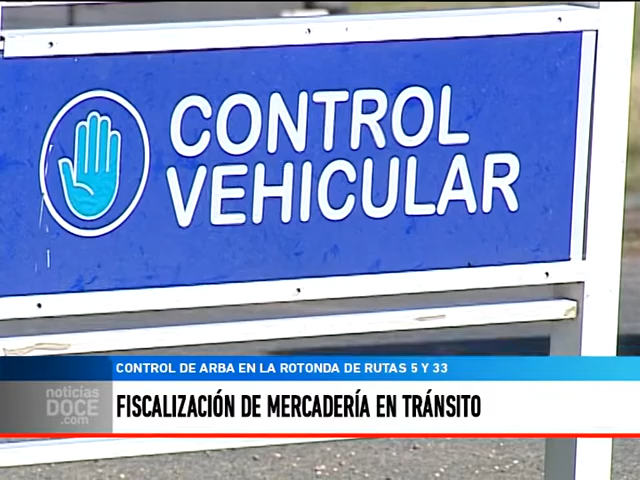 CONTROL
VEHICULAR
CONTROL DE ARBA EN LA ROTONDA DE RUTAS 5 Y 33
noticias
DOCE
.com
FISCALIZACIÓN DE MERCADERÍA EN TRÁNSITO